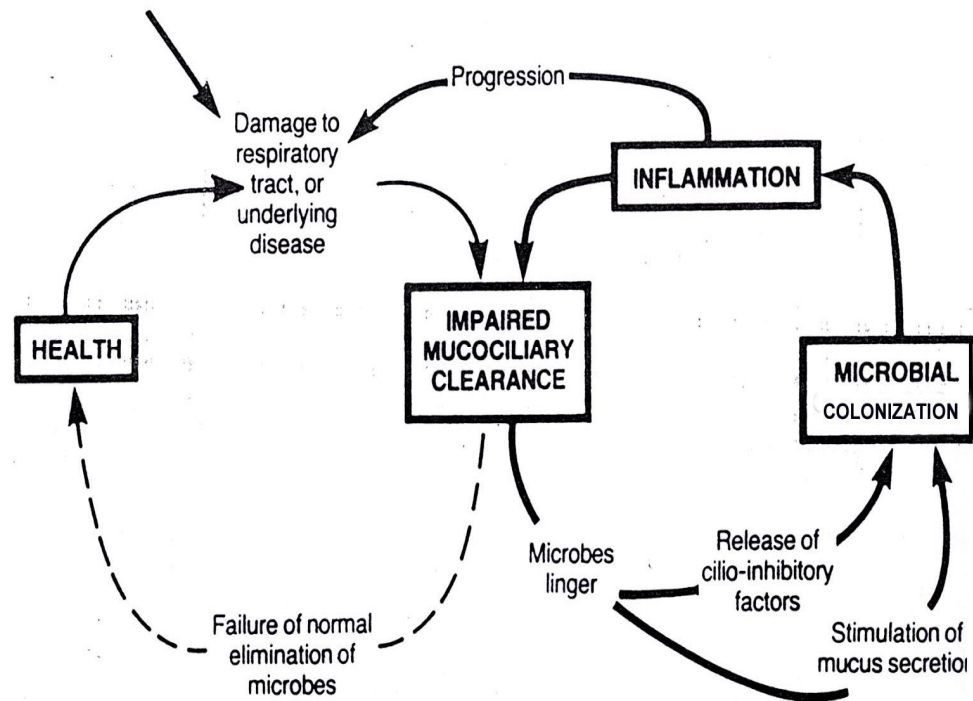 Progression
Damage to
respiratory
tract, or
underlying
disease
INFLAMMATION
HEALTH
IMPAIRED
MUCOCILIARY
CLEARANCE
MICROBIAL
COLONIZATION
Microbes
linger
Release of
cilio-inhibitory
factors
Failure of normal
elimination of
microbes
Stimulation of
mucus secretion